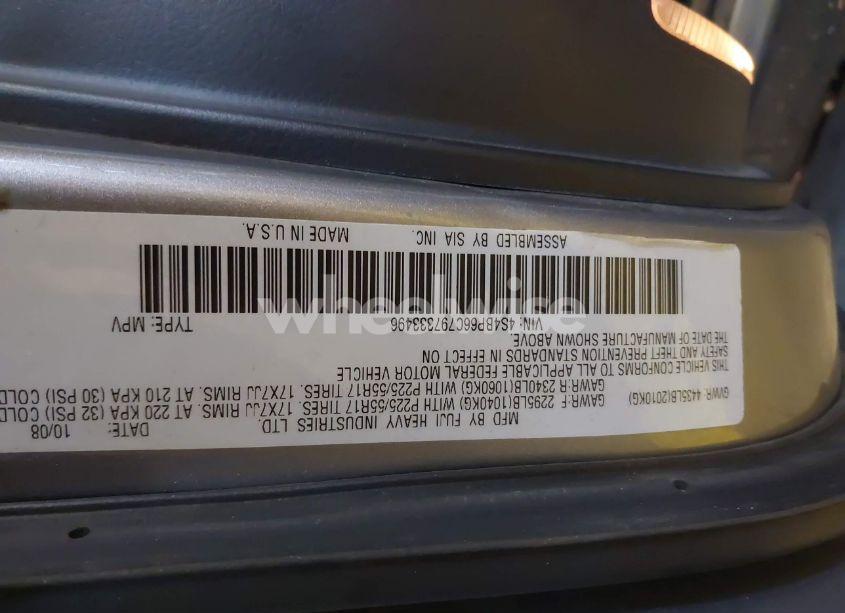 MFD BY FUJI HEAVY INDUSTRIES LTD. DATE: 10/08
GVWR: 4435LB(2010KG)
GAWR:F: 2295LB(1040KG) WITH P225/55R17 TIRES. 17X7JJ RIMS. AT 220 KPA (32 PSI) COLD
GAWR:R: 2340LB(1060KG) WITH P225/55R17 TIRES. 17X7JJ RIMS. AT 210 KPA (30 PSI) COLD
THIS VEHICLE CONFORMS TO ALL APPLICABLE FEDERAL MOTOR VEHICLE
SAFETY AND THEFT PREVENTION STANDARDS IN EFFECT ON
THE DATE OF MANUFACTURE SHOWN ABOVE.
VIN: 4S4BP66C797333496 TYPE: MPV
ASSEMBLED BY SIA INC. MADE IN U.S.A.
wheelwise